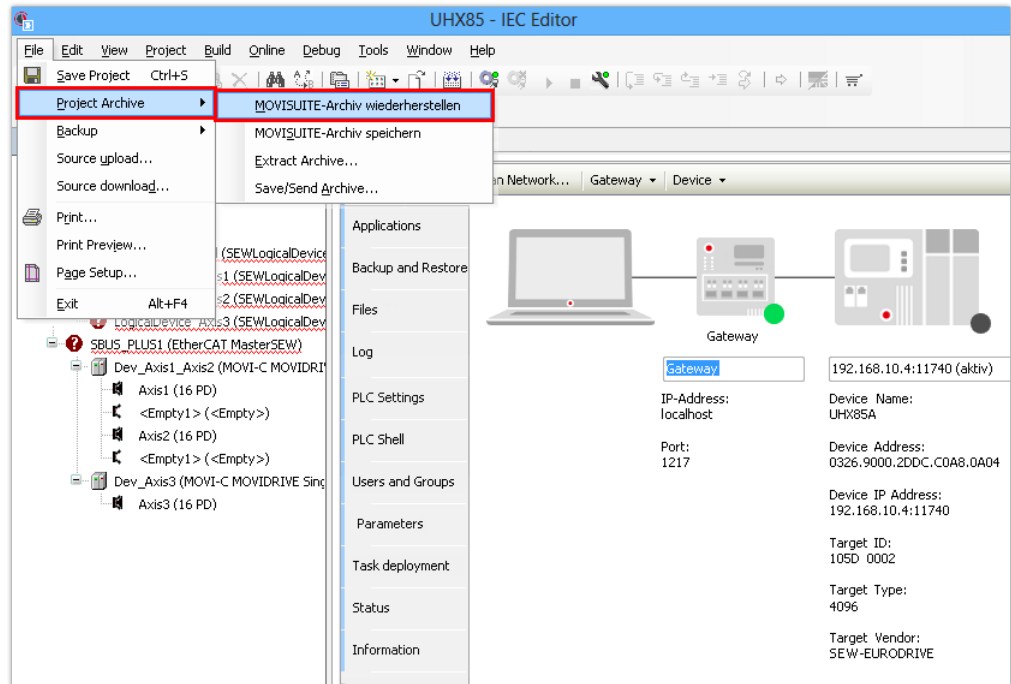 UHX85 - IEC Editor
File Edit View Project Build Online Debug Tools Window Help
Save Project Ctrl+S
Project Archive
Backup
Source upload...
Source download...
Print...
Print Preview...
Page Setup...
Exit Alt+F4
MOVISUITE-Archiv wiederherstellen
MOVISUITE-Archiv speichern
Extract Archive...
Save/Send Archive...
Network... Gateway Device
(SEWLogicalDevice
(SEWLogicalDev
(SEWLogicalDev
LogicalDevice_Axis3 (SEWLogicalDev
SBUS_PLUS1 (EtherCAT MasterSEW)
Dev_Axis1_Axis2 (MOVI-C MOVIDRI
Axis1 (16 PD)
<Empty1> (<Empty>)
Axis2 (16 PD)
<Empty1> (<Empty>)
Dev_Axis3 (MOVI-C MOVIDRIVE Sing
Axis3 (16 PD)
Applications
Backup and Restore
Files
Log
PLC Settings
PLC Shell
Users and Groups
Parameters
Task deployment
Status
Information
Gateway
Gateway
IP-Address:
localhost
Port:
1217
192.168.10.4:11740 (aktiv)
Device Name:
UHX85A
Device Address:
0326.9000.2DDC.C0A8.0A04
Device IP Address:
192.168.10.4:11740
Target ID:
105D 0002
Target Type:
4096
Target Vendor:
SEW-EURODRIVE